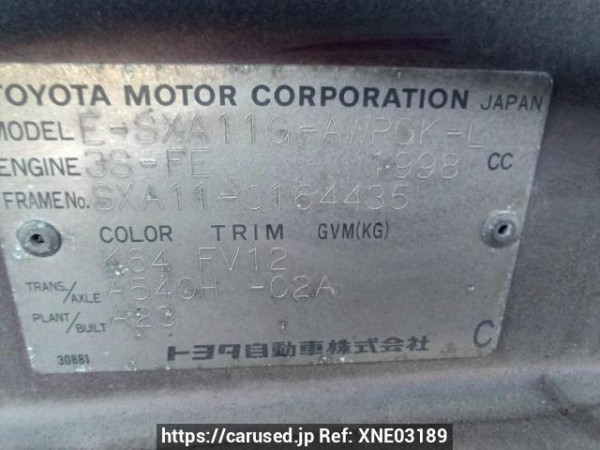 TOYOTA MOTOR CORPORATION JAPAN
MODEL E-SXA11G-AWPGK-L
ENGINE 3S-FE 1998 CC
FRAME No. SXA11-0164435
COLOR TRIM GVM(KG)
K64 FV12
TRANS./AXLE A540H -02A
PLANT/BUILT A23
C
30881 トヨタ自動車株式会社
https://carused.jp Ref: XNE03189